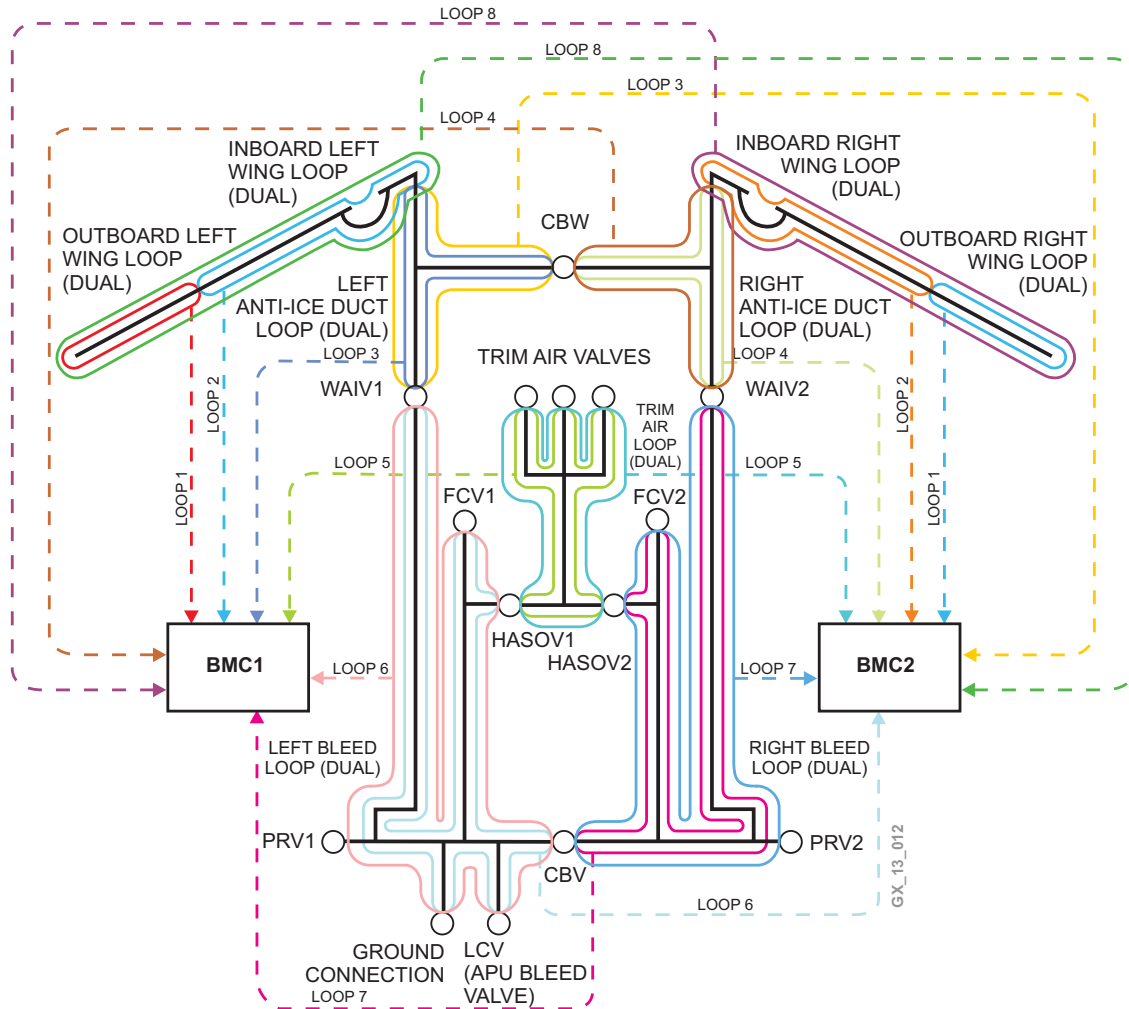 LOOP 8
LOOP 8
LOOP 3
LOOP 4
INBOARD LEFT
WING LOOP
(DUAL)
INBOARD RIGHT
WING LOOP
(DUAL)
CBW
OUTBOARD LEFT
WING LOOP
(DUAL)
OUTBOARD RIGHT
WING LOOP
(DUAL)
LEFT
ANTI-ICE DUCT
LOOP (DUAL)
RIGHT
ANTI-ICE DUCT
LOOP (DUAL)
LOOP 3
TRIM AIR VALVES
LOOP 4
WAIV1
WAIV2
LOOP 2
LOOP 2
TRIM
AIR
LOOP
(DUAL)
LOOP 5
LOOP 5
LOOP 1
LOOP 1
FCV1
FCV2
HASOV1
HASOV2
BMC1
LOOP 6
LOOP 7
BMC2
LEFT BLEED
LOOP (DUAL)
RIGHT BLEED
LOOP (DUAL)
PRV1
CBV
PRV2
GX_13_012
LOOP 6
GROUND
CONNECTION
LCV
(APU BLEED
VALVE)
LOOP 7